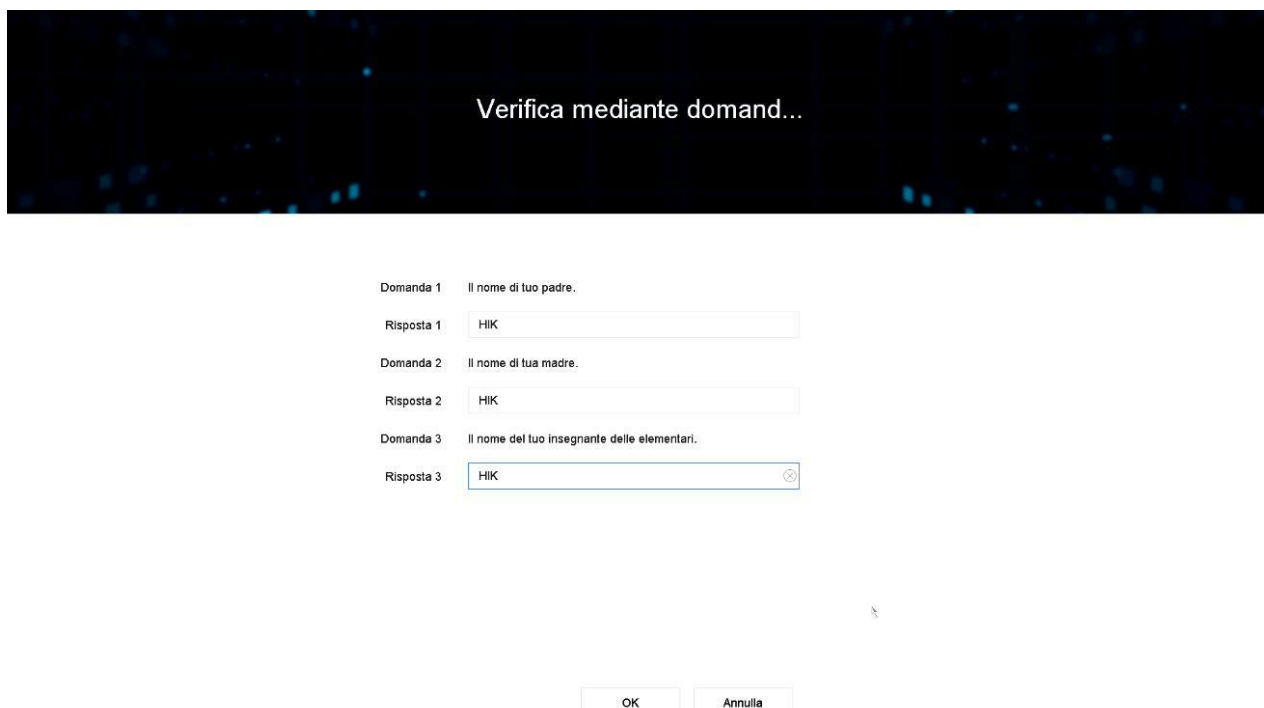 Verifica mediante domand...
Domanda 1 Il nome di tuo padre.
Risposta 1 HIK
Domanda 2 Il nome di tua madre.
Risposta 2 HIK
Domanda 3 Il nome del tuo insegnante delle elementari.
Risposta 3 HIK
OK Annulla